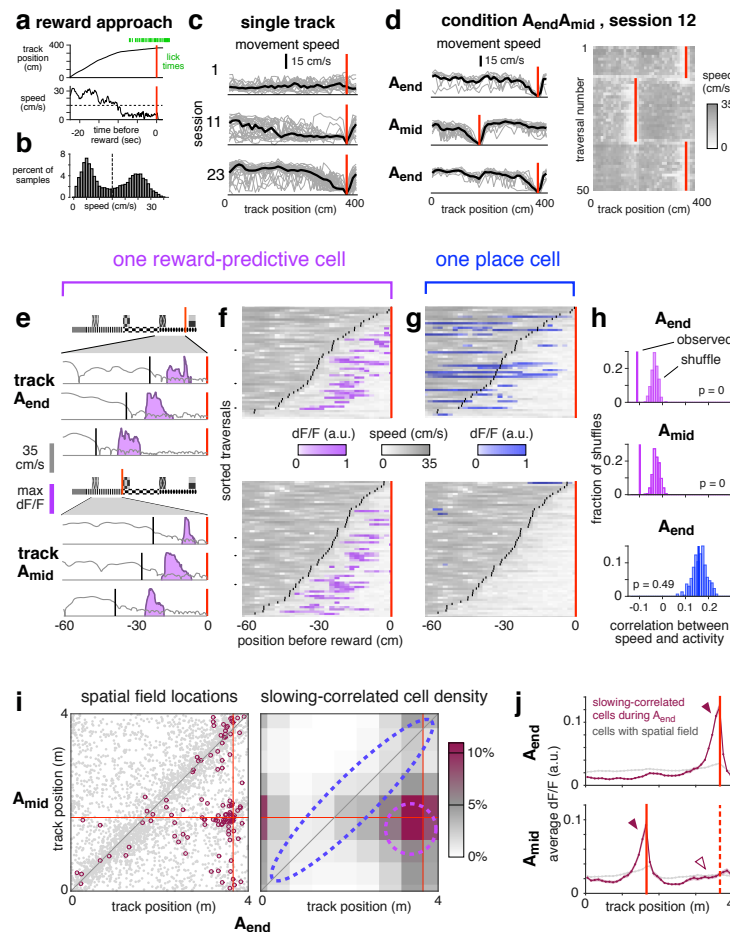 a reward approach
track position (cm)
400
0
lick times
speed (cm/s)
30
0
-20 -10 0
time before reward (sec)
b
percent of samples
8
4
0
0 10 20 30
speed (cm/s)
c single track
movement speed
15 cm/s
session
1
11
23
0 400
track position (cm)
d condition AendAmid , session 12
movement speed
15 cm/s
Aend
Amid
Aend
0 400
track position (cm)
traversal number
1
50
0 400
speed (cm/s)
35
0
one reward-predictive cell
one place cell
e
track Aend
35 cm/s
max dF/F
track Amid
-60 0
f
sorted traversals
dF/F (a.u.)
0 1
speed (cm/s)
0 35
dF/F (a.u.)
0 1
-60 0
position before reward (cm)
g
-60 0
h
Aend
observed
shuffle
0.2
0
p = 0
Amid
fraction of shuffles
0.2
0
p = 0
Aend
0.1
0
p = 0.49
-0.1 0 0.1 0.2
correlation between speed and activity
i
spatial field locations
slowing-correlated cell density
Amid
track position (m)
4
0
0 4
track position (m)
0 4
track position (m)
Aend
10%
5%
0%
j
slowing-correlated
cells during Aend
cells with spatial field
Aend
0.1
0
Amid
average dF/F (a.u.)
0.1
0
0 4
track position (m)